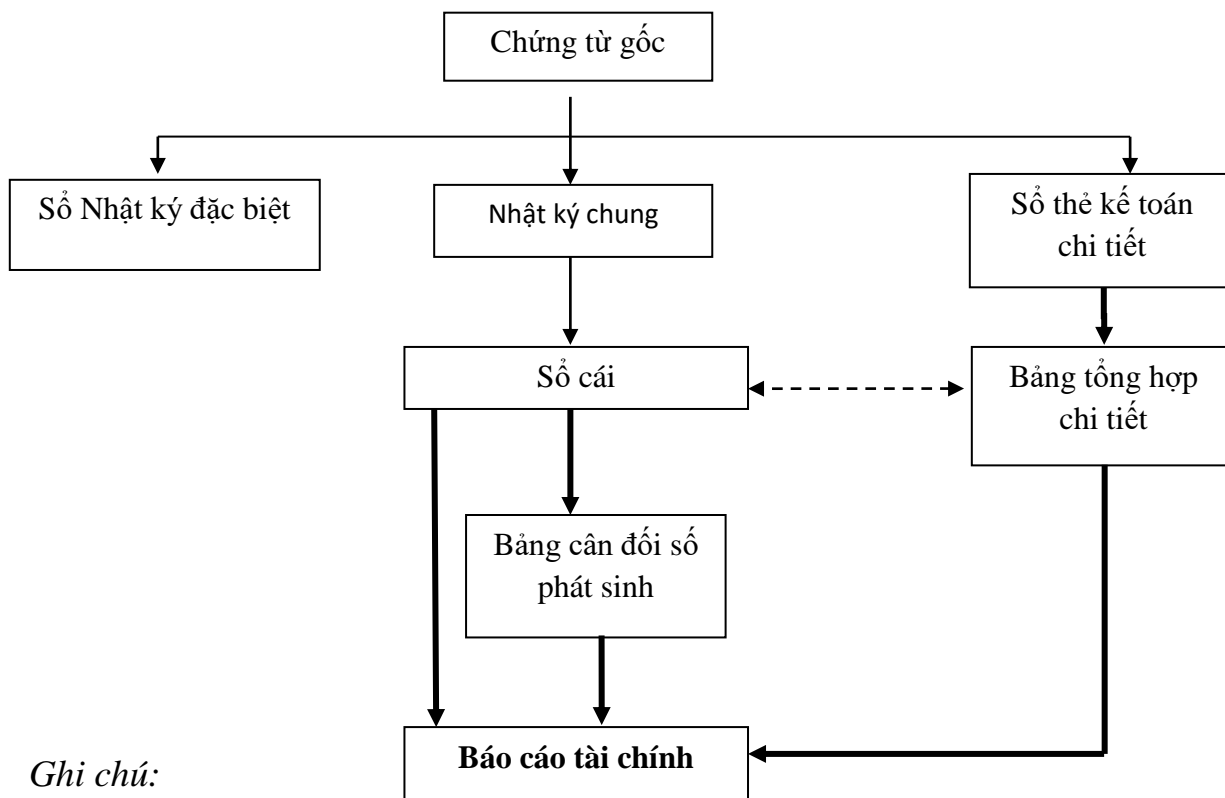 Chứng từ gốc
Sổ Nhật ký đặc biệt
Nhật ký chung
Sổ thẻ kế toán
chi tiết
Sổ cái
Bảng tổng hợp
chi tiết
Bảng cân đối số
phát sinh
Báo cáo tài chính
Ghi chú: